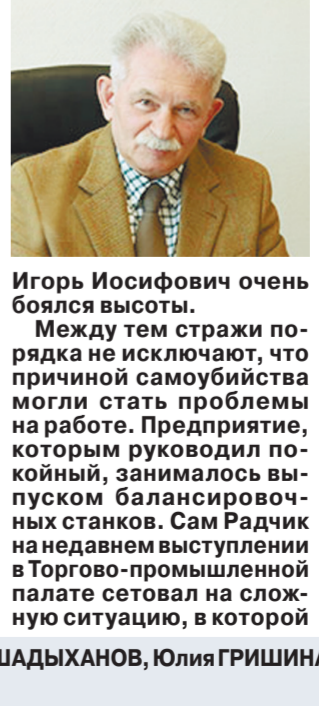 Игорь Иосифович очень
боялся высоты.
Между тем стражи по-
рядка не исключают, что
причиной самоубийства
могли стать проблемы
на работе. Предприятие,
которым руководил по-
койный, занималось вы-
пуском балансировоч-
ных станков. Сам Радчик
на недавнем выступлении
в Торгово-промышленной
палате сетовал на слож-
ную ситуацию, в которой
ШАДЫХАНОВ, Юлия ГРИШИНА